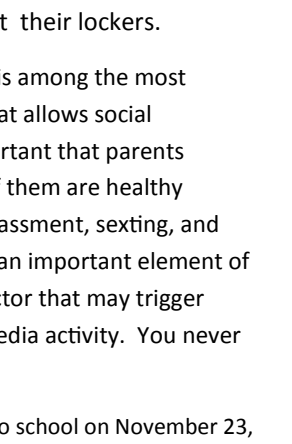 t their lockers.
is among the most
at allows social
rtant that parents
f them are healthy
assment, sexting, and
an important element of
ctor that may trigger
edia activity. You never
o school on November 23,